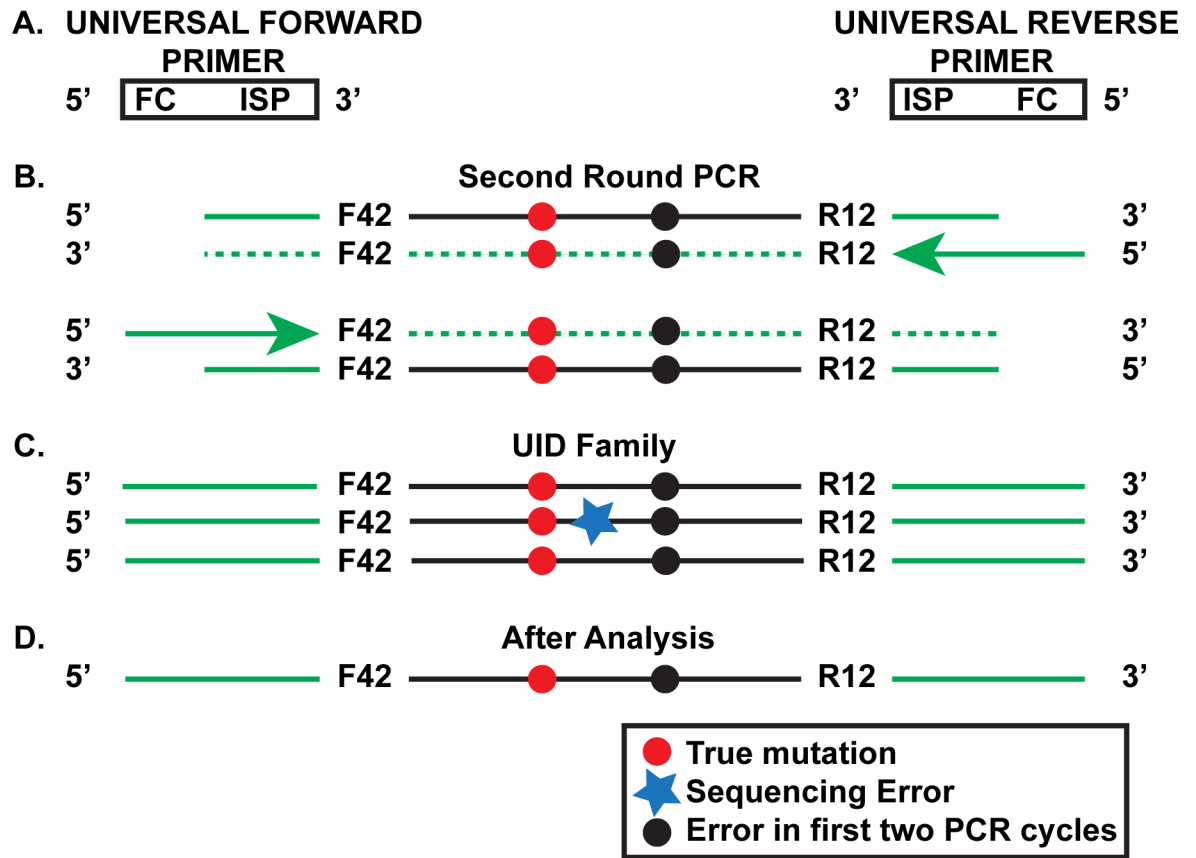 A. UNIVERSAL FORWARD PRIMER
5’ FC ISP 3’
UNIVERSAL REVERSE PRIMER
3’ ISP FC 5’
B. Second Round PCR
5’ F42 R12 3’
3’ F42 R12 5’
5’ F42 R12 3’
3’ F42 R12 5’
C. UID Family
5’ F42 R12 3’
5’ F42 R12 3’
5’ F42 R12 3’
D. After Analysis
5’ F42 R12 3’
True mutation
Sequencing Error
Error in first two PCR cycles